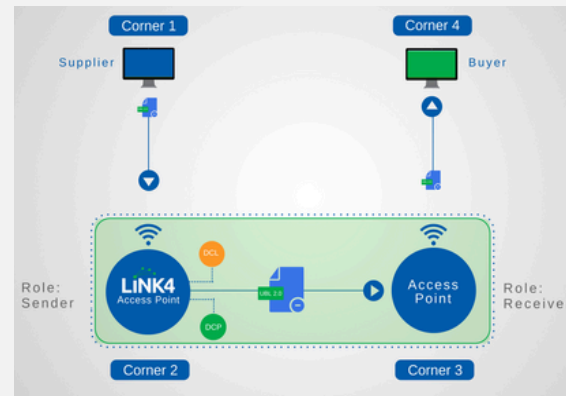 Corner 1
Corner 4
Supplier
Buyer
DCL
Role:
Sender
LiNK4
Access Point
UBL 2.0
Access
Point
Role:
Receive
DCP
Corner 2
Corner 3